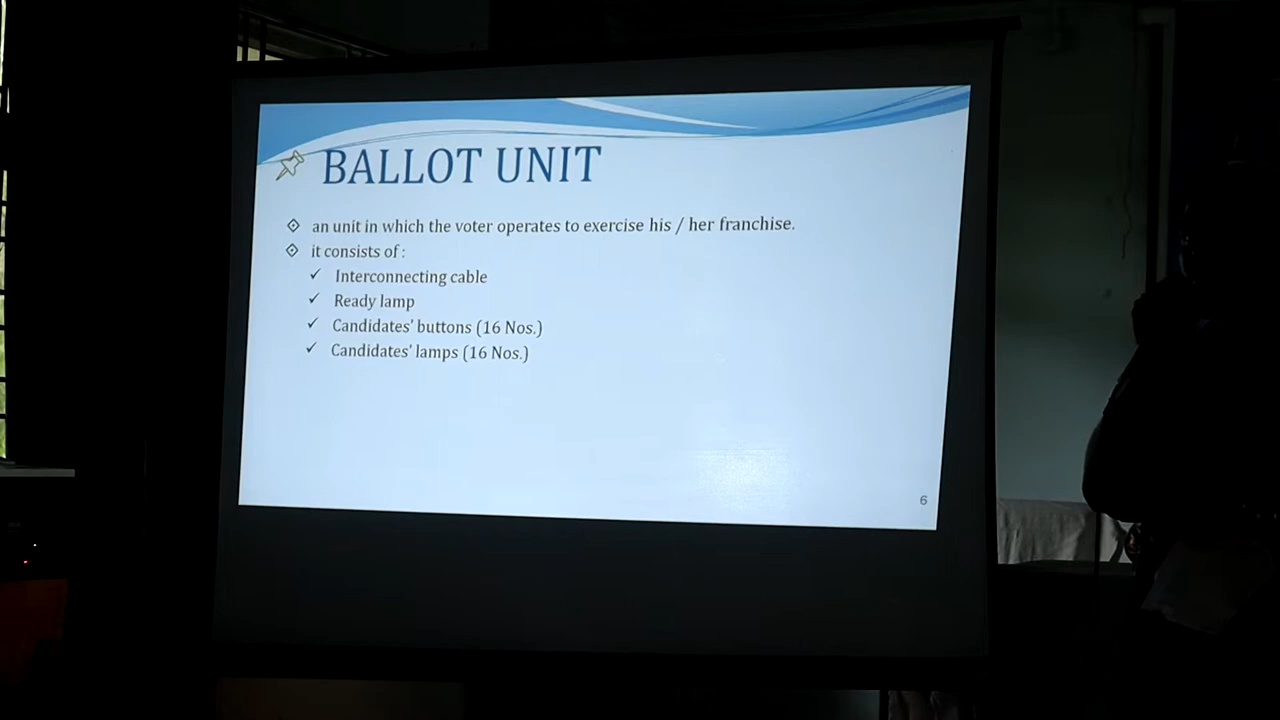 BALLOT UNIT
an unit in which the voter operates to exercise his / her franchise.
it consists of :
Interconnecting cable
Ready lamp
Candidates' buttons (16 Nos.)
Candidates' lamps (16 Nos.)
6